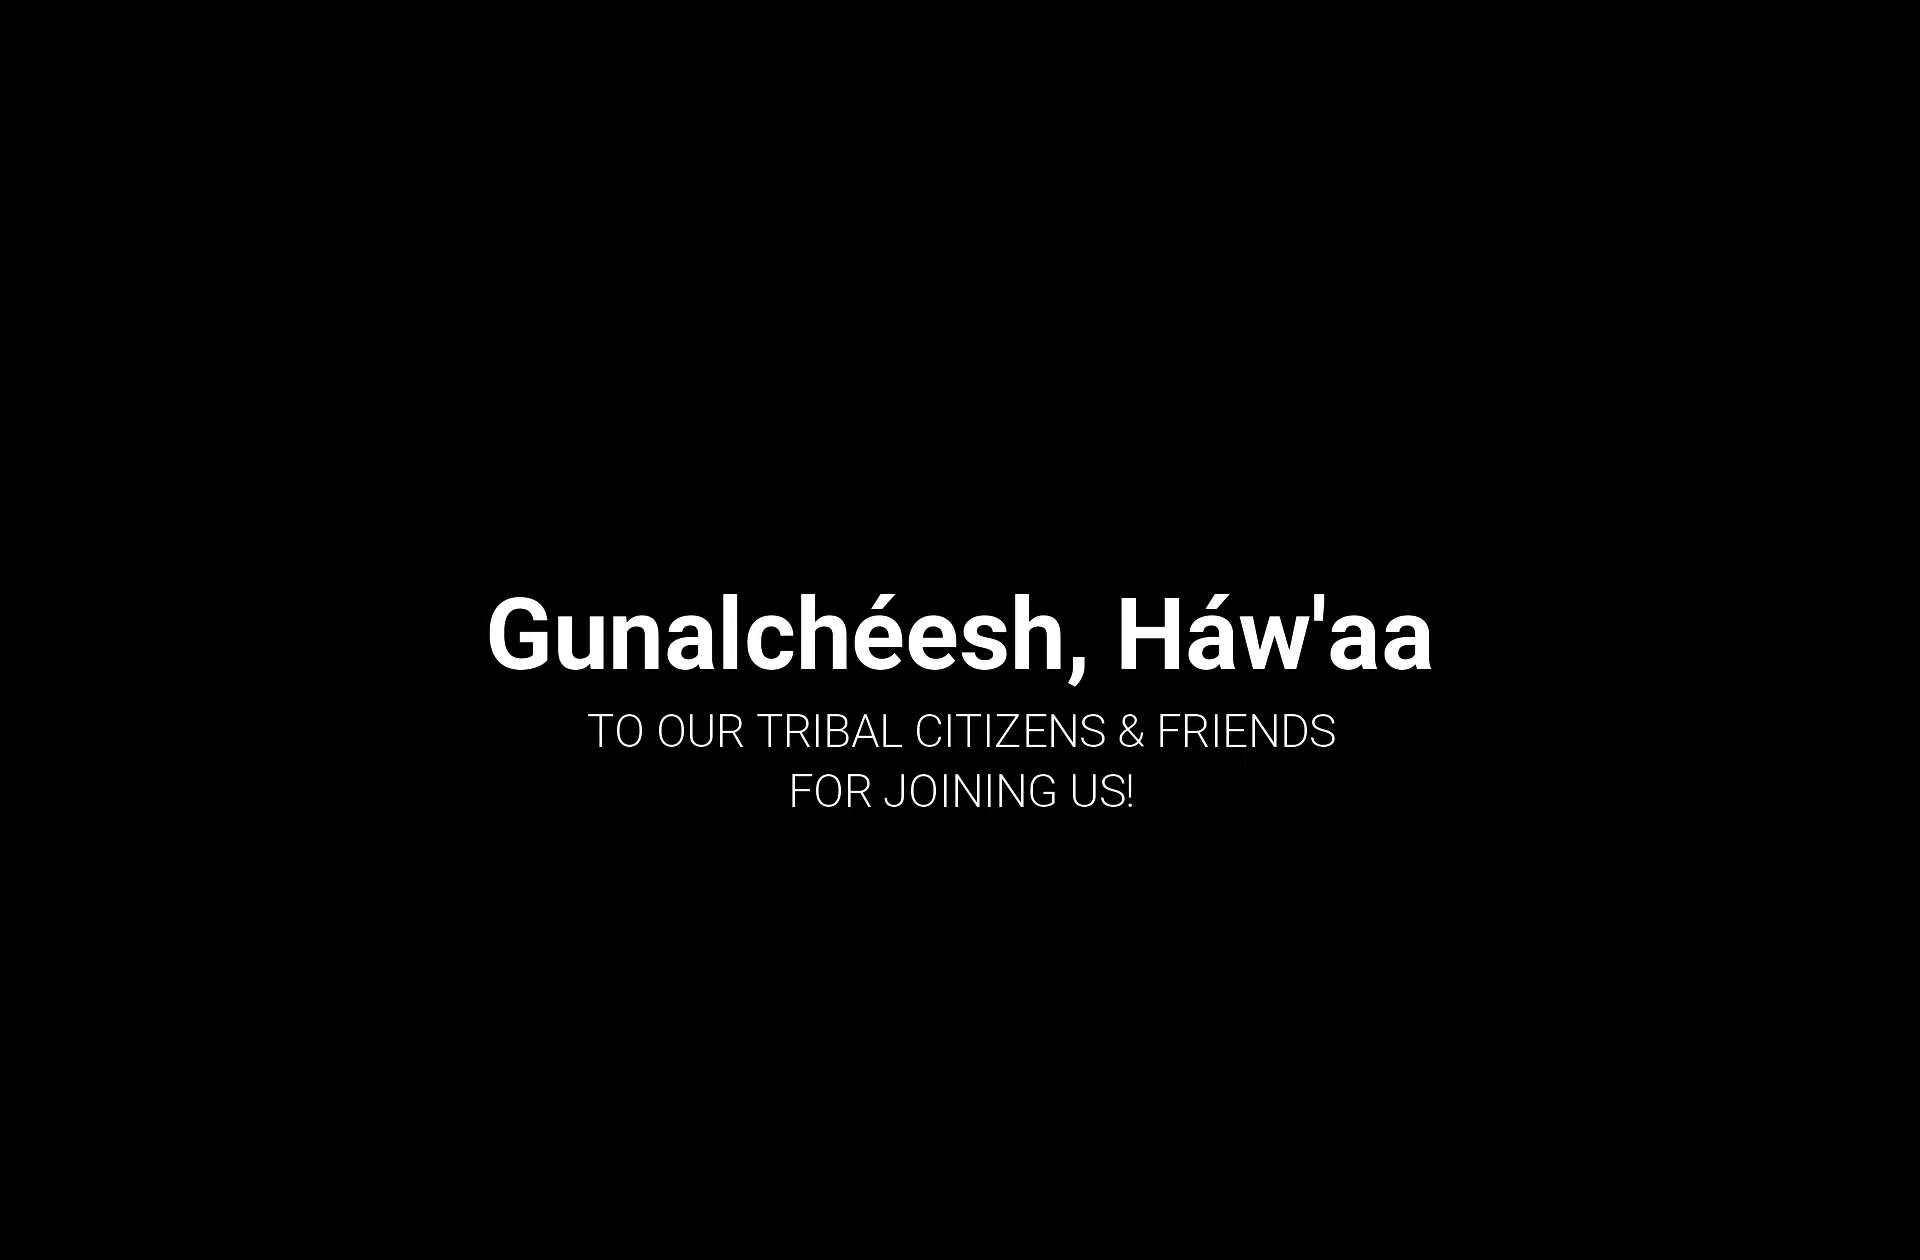 Gunalchéesh, Háw'aa
TO OUR TRIBAL CITIZENS & FRIENDS
FOR JOINING US!